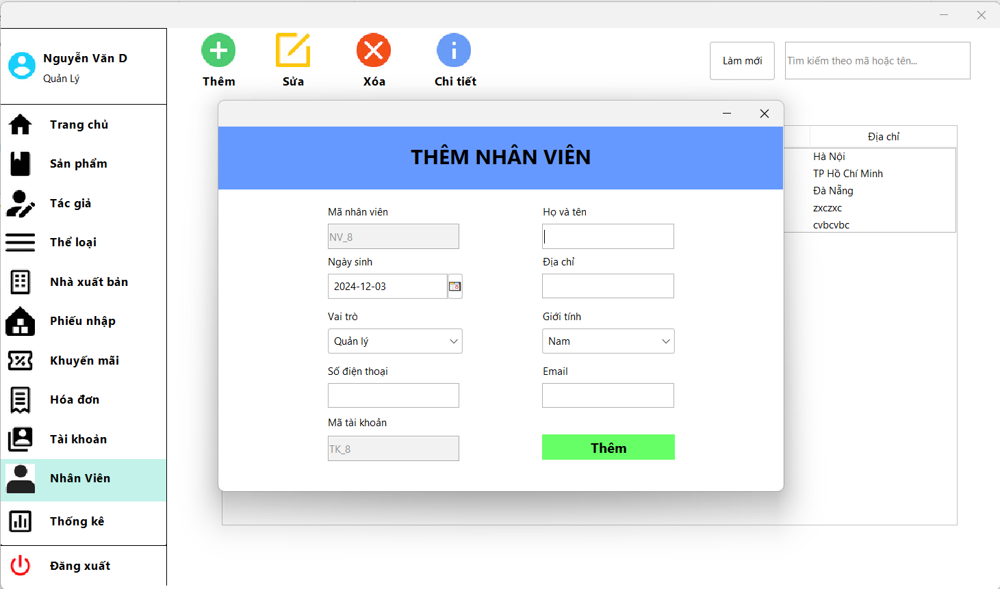 Nguyễn Văn D
Quản Lý
Trang chủ
Sản phẩm
Tác giả
Thể loại
Nhà xuất bản
Phiếu nhập
Khuyến mãi
Hóa đơn
Tài khoản
Nhân Viên
Thống kê
Đăng xuất
Thêm
Sửa
Xóa
Chi tiết
Làm mới
Tìm kiếm theo mã hoặc tên...
Địa chỉ
Hà Nội
TP Hồ Chí Minh
Đà Nẵng
zxczxc
cvbcvbc
THÊM NHÂN VIÊN
Mã nhân viên
NV_8
Họ và tên
Ngày sinh
2024-12-03
Địa chỉ
Vai trò
Quản lý
Giới tính
Nam
Số điện thoại
Email
Mã tài khoản
TK_8
Thêm